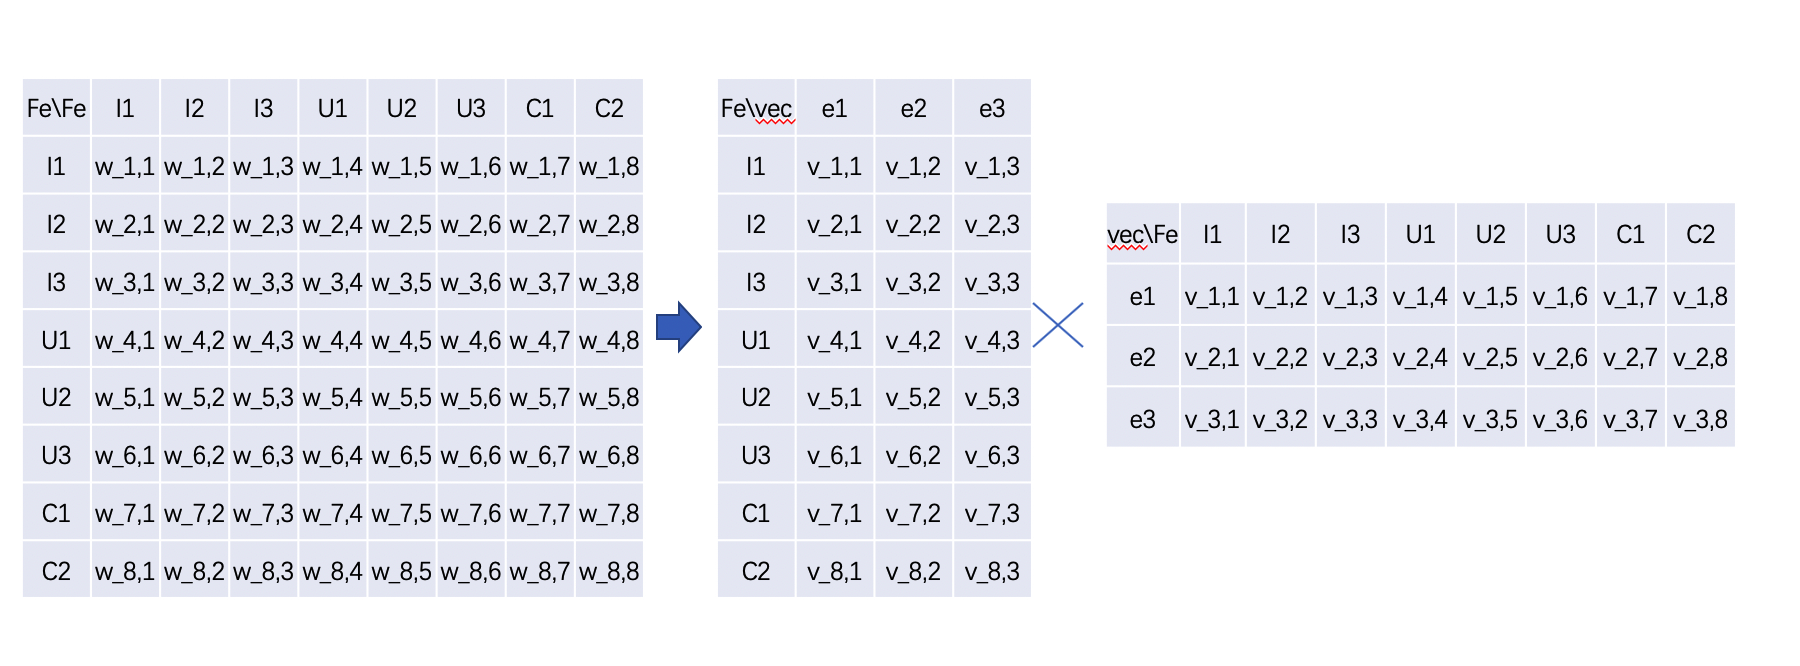 Fe\Fe I1 I2 I3 U1 U2 U3 C1 C2
I1 w_1,1 w_1,2 w_1,3 w_1,4 w_1,5 w_1,6 w_1,7 w_1,8
I2 w_2,1 w_2,2 w_2,3 w_2,4 w_2,5 w_2,6 w_2,7 w_2,8
I3 w_3,1 w_3,2 w_3,3 w_3,4 w_3,5 w_3,6 w_3,7 w_3,8
U1 w_4,1 w_4,2 w_4,3 w_4,4 w_4,5 w_4,6 w_4,7 w_4,8
U2 w_5,1 w_5,2 w_5,3 w_5,4 w_5,5 w_5,6 w_5,7 w_5,8
U3 w_6,1 w_6,2 w_6,3 w_6,4 w_6,5 w_6,6 w_6,7 w_6,8
C1 w_7,1 w_7,2 w_7,3 w_7,4 w_7,5 w_7,6 w_7,7 w_7,8
C2 w_8,1 w_8,2 w_8,3 w_8,4 w_8,5 w_8,6 w_8,7 w_8,8
Fe\vec e1 e2 e3
I1 v_1,1 v_1,2 v_1,3
I2 v_2,1 v_2,2 v_2,3
I3 v_3,1 v_3,2 v_3,3
U1 v_4,1 v_4,2 v_4,3
U2 v_5,1 v_5,2 v_5,3
U3 v_6,1 v_6,2 v_6,3
C1 v_7,1 v_7,2 v_7,3
C2 v_8,1 v_8,2 v_8,3
vec\Fe I1 I2 I3 U1 U2 U3 C1 C2
e1 v_1,1 v_1,2 v_1,3 v_1,4 v_1,5 v_1,6 v_1,7 v_1,8
e2 v_2,1 v_2,2 v_2,3 v_2,4 v_2,5 v_2,6 v_2,7 v_2,8
e3 v_3,1 v_3,2 v_3,3 v_3,4 v_3,5 v_3,6 v_3,7 v_3,8